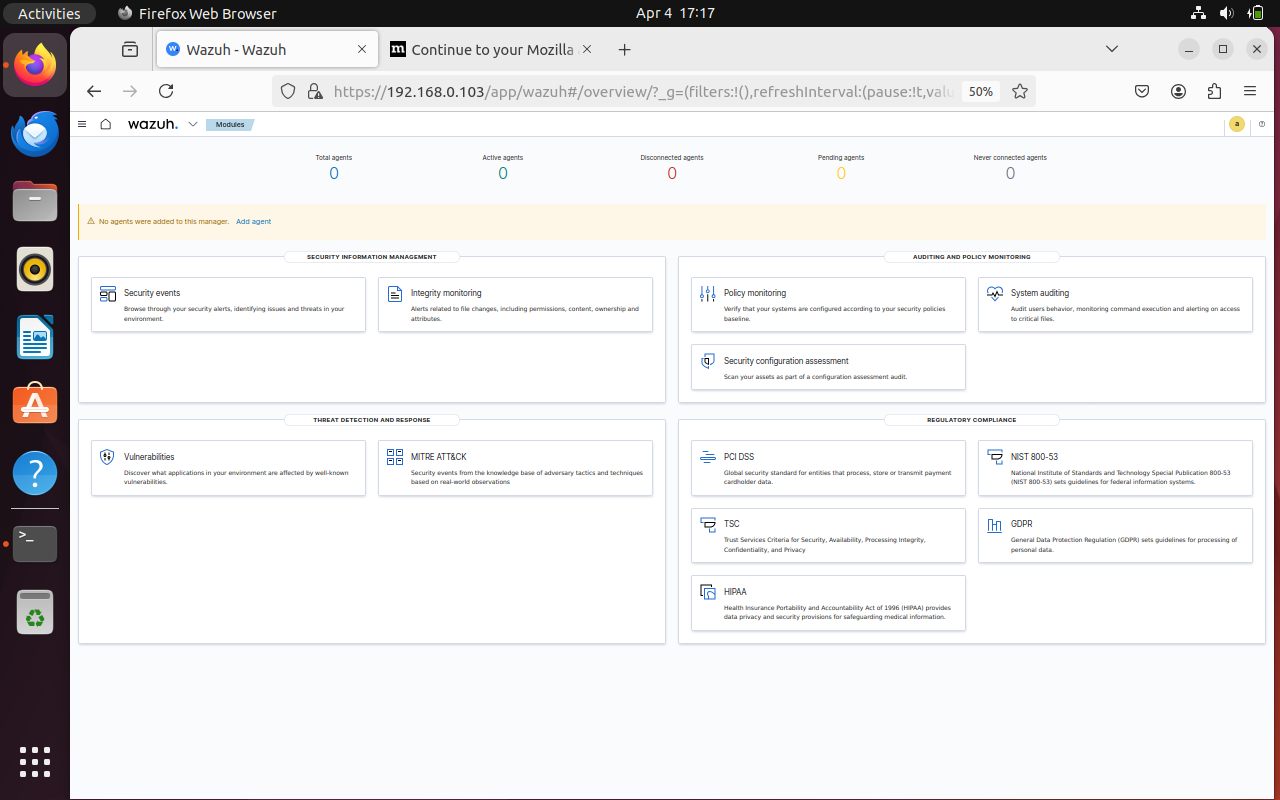 Activities
Firefox Web Browser
Apr 4 17:17
Wazuh - Wazuh
Continue to your Mozilla
https://192.168.0.103/app/wazuh#/overview/?_g=(filters:!(),refreshInterval:(pause:!t,valu
50%
wazuh.
Modules
a
Total agents
0
Active agents
0
Disconnected agents
0
Pending agents
0
Never connected agents
0
No agents were added to this manager. Add agent
SECURITY INFORMATION MANAGEMENT
Security events
Browse through your security alerts, identifying issues and threats in your
environment.
Integrity monitoring
Alerts related to file changes, including permissions, content, ownership and
attributes.
AUDITING AND POLICY MONITORING
Policy monitoring
Verify that your systems are configured according to your security policies
baseline.
System auditing
Audit users behavior, monitoring command execution and alerting on access
to critical files.
Security configuration assessment
Scan your assets as part of a configuration assessment audit.
THREAT DETECTION AND RESPONSE
Vulnerabilities
Discover what applications in your environment are affected by well-known
vulnerabilities.
MITRE ATT&CK
Security events from the knowledge base of adversary tactics and techniques
based on real-world observations
REGULATORY COMPLIANCE
PCI DSS
Global security standard for entities that process, store or transmit payment
cardholder data.
NIST 800-53
National Institute of Standards and Technology Special Publication 800-53
(NIST 800-53) sets guidelines for federal information systems.
TSC
Trust Services Criteria for Security, Availability, Processing Integrity,
Confidentiality, and Privacy
GDPR
General Data Protection Regulation (GDPR) sets guidelines for processing of
personal data.
HIPAA
Health Insurance Portability and Accountability Act of 1996 (HIPAA) provides
data privacy and security provisions for safeguarding medical information.